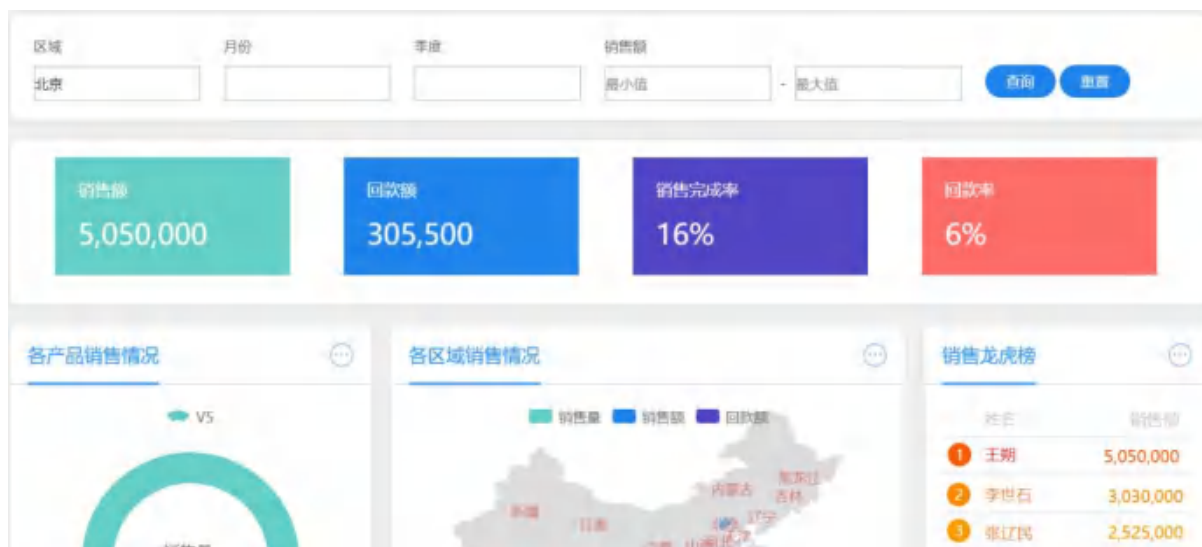 区域 月份 季度 销售额
北京 最小值 - 最大值 查询 重置
销售额 回款额 销售完成率 回款率
5,050,000 305,500 16% 6%
各产品销售情况 各区域销售情况 销售龙虎榜
V5 销售量 销售额 回款额
姓名 销售额
1 王朔 5,050,000
2 李世石 3,030,000
3 张辽民 2,525,000
黑龙江
内蒙古 吉林
新疆 甘肃 辽宁